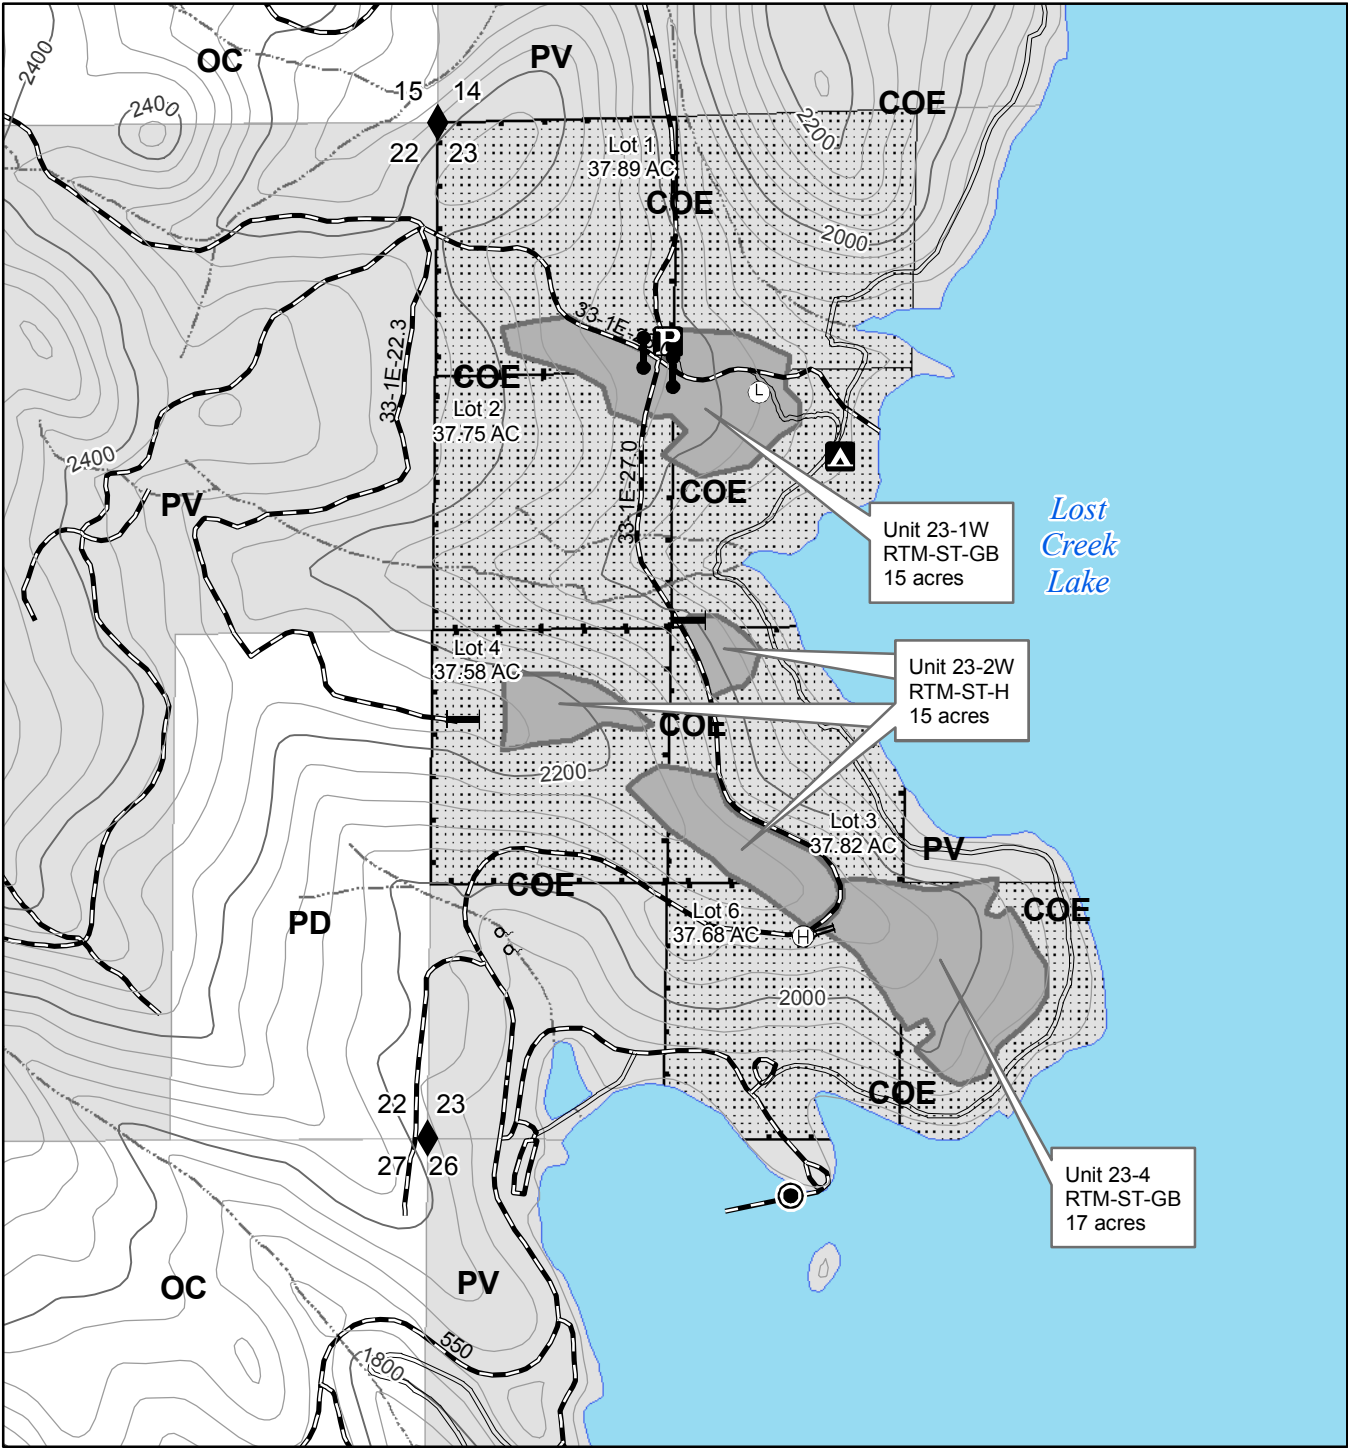 2400
OC
PV
15 14
COE
2400
2200
22 23
Lot 1
37.89 AC
COE
2000
33-1E-22.3
P
COE
Lot 2
37.75 AC
L
2400
PV
33-1E-27.0
COE
Unit 23-1W
RTM-ST-GB
15 acres
Lost
Creek
Lake
Lot 4
37.58 AC
Unit 23-2W
RTM-ST-H
15 acres
COE
2200
Lot 3
37.82 AC
PV
COE
COE
PD
Lot 6
37.68 AC
H
2000
COE
22 23
27 26
Unit 23-4
RTM-ST-GB
17 acres
OC
PV
550
1800